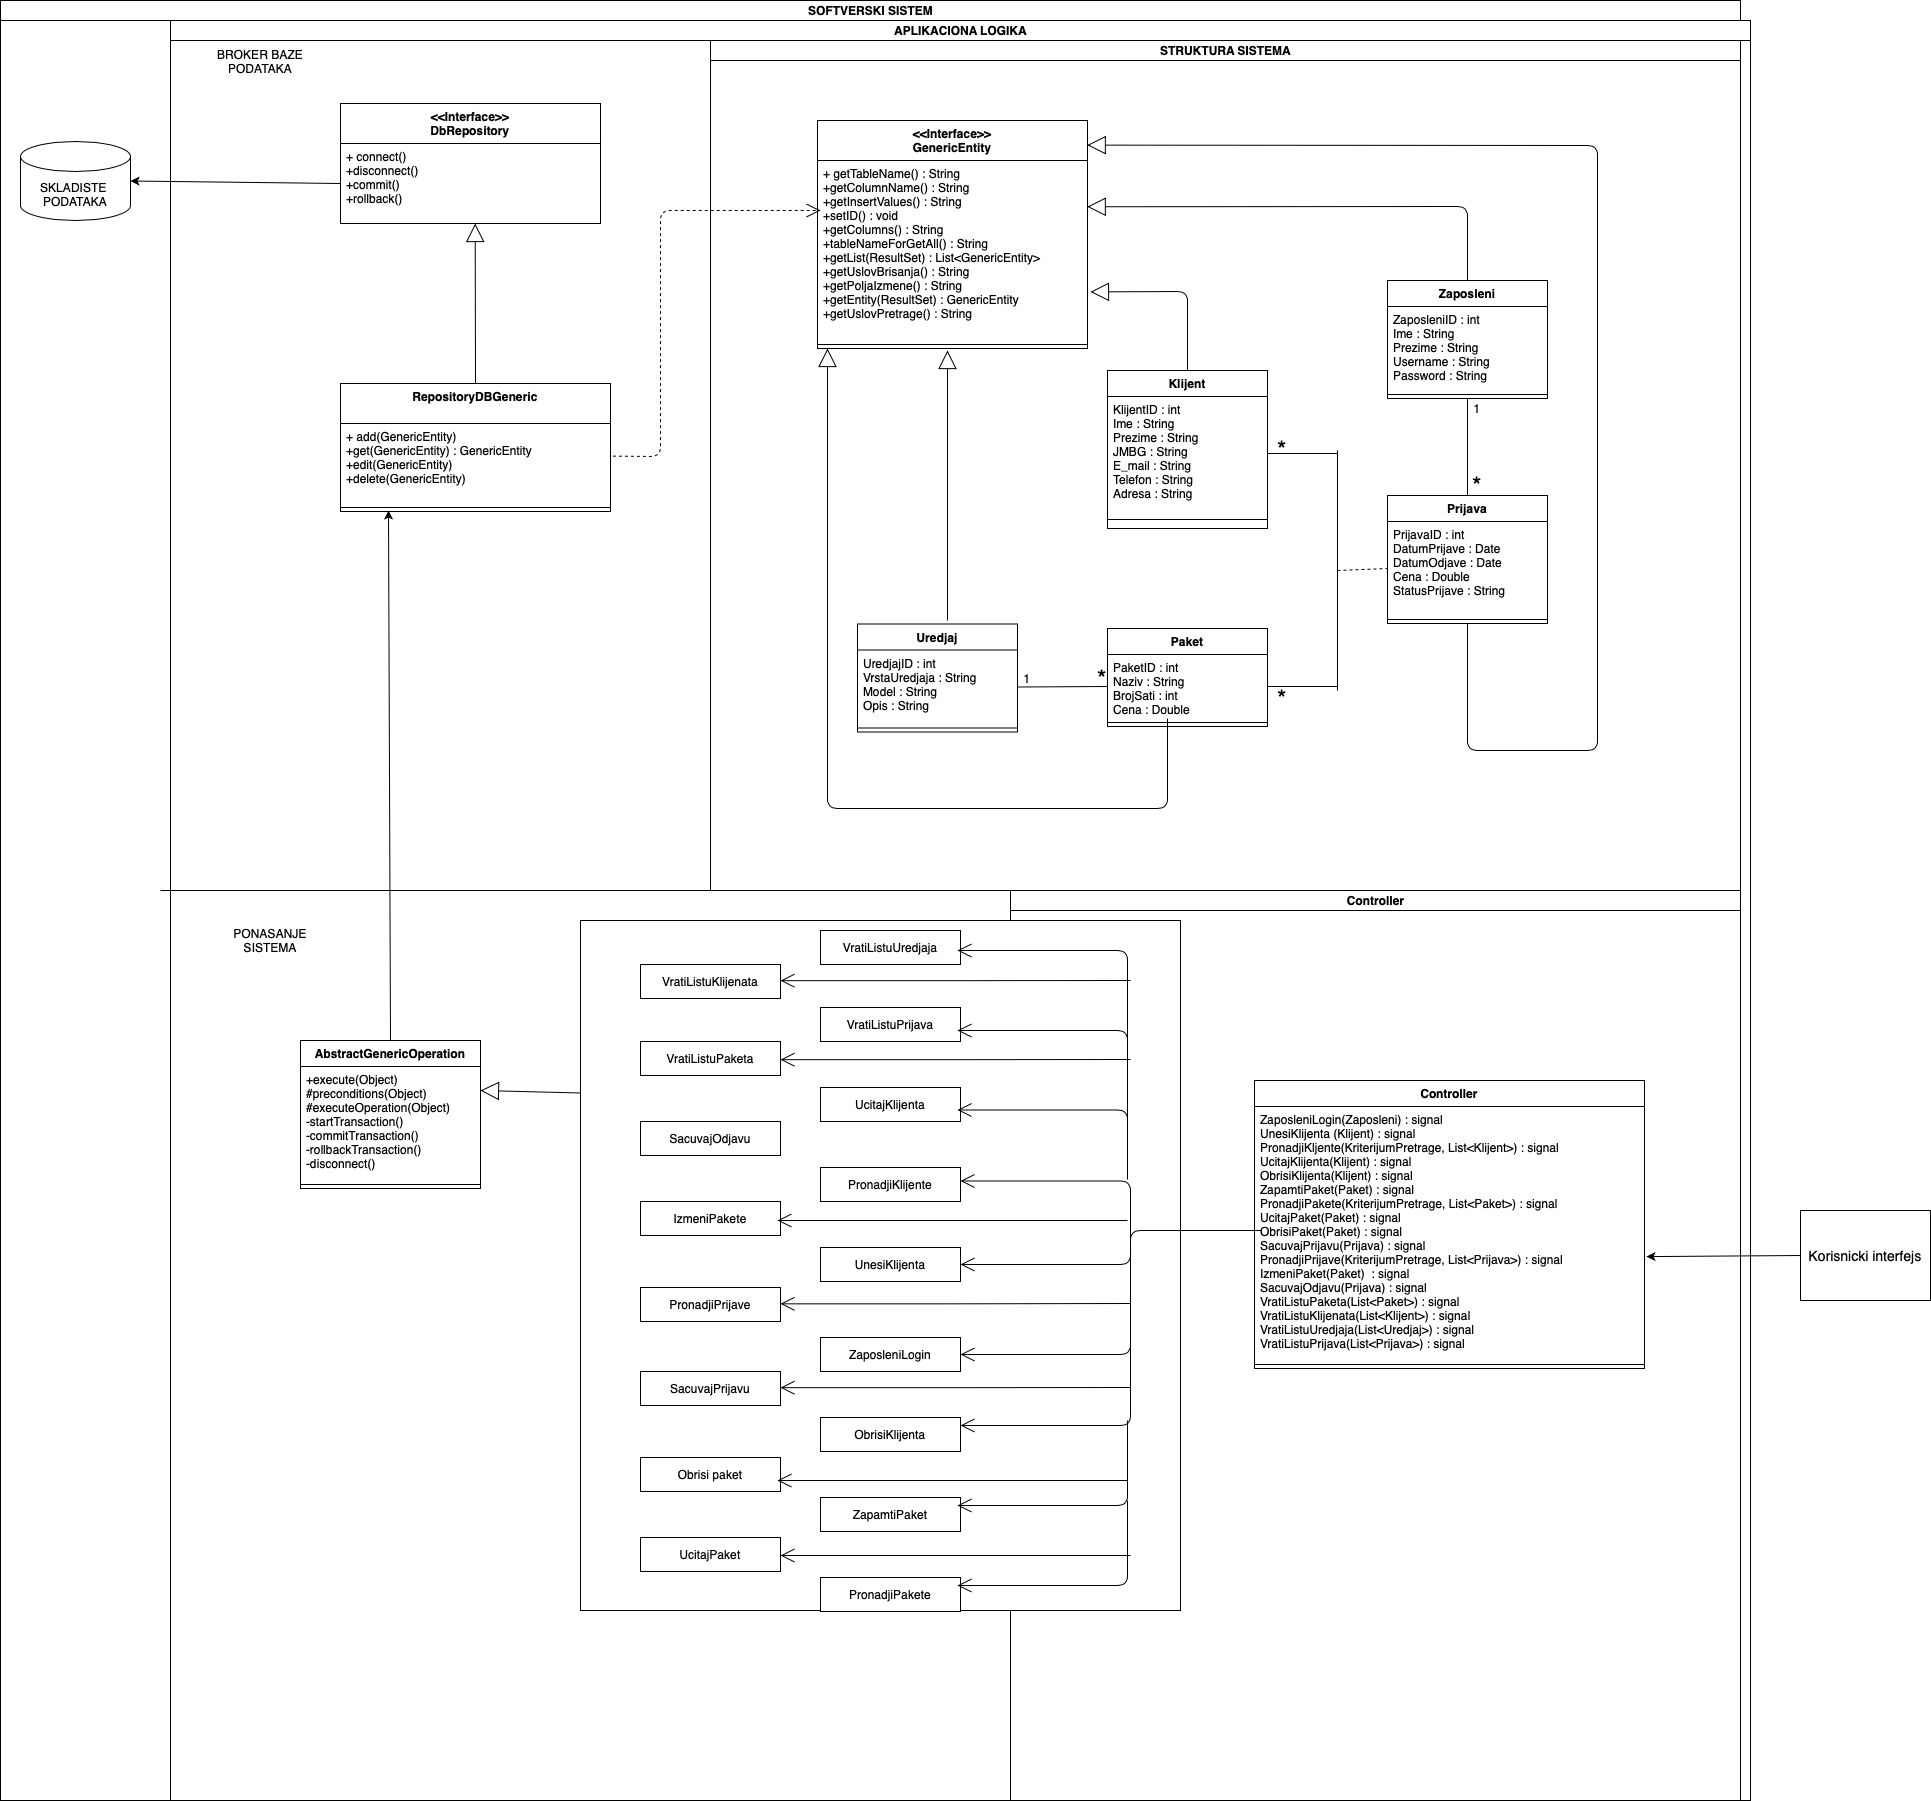 SOFTVERSKI SISTEM
APLIKACIONA LOGIKA
BROKER BAZE
PODATAKA
STRUKTURA SISTEMA
SKLADISTE
PODATAKA
<<Interface>>
DbRepository
+ connect()
+disconnect()
+commit()
+rollback()
RepositoryDBGeneric
+ add(GenericEntity)
+get(GenericEntity) : GenericEntity
+edit(GenericEntity)
+delete(GenericEntity)
<<Interface>>
GenericEntity
+ getTableName() : String
+getColumnName() : String
+getInsertValues() : String
+setID() : void
+getColumns() : String
+tableNameForGetAll() : String
+getList(ResultSet) : List<GenericEntity>
+getUslovBrisanja() : String
+getPoljaIzmene() : String
+getEntity(ResultSet) : GenericEntity
+getUslovPretrage() : String
Zaposleni
ZaposleniID : int
Ime : String
Prezime : String
Username : String
Password : String
1
*
Klijent
KlijentID : int
Ime : String
Prezime : String
JMBG : String
E_mail : String
Telefon : String
Adresa : String
*
Prijava
PrijavaID : int
DatumPrijave : Date
DatumOdjave : Date
Cena : Double
StatusPrijave : String
Uredjaj
UredjajID : int
VrstaUredjaja : String
Model : String
Opis : String
1
*
Paket
PaketID : int
Naziv : String
BrojSati : int
Cena : Double
*
Controller
PONASANJE
SISTEMA
AbstractGenericOperation
+execute(Object)
#preconditions(Object)
#executeOperation(Object)
-startTransaction()
-commitTransaction()
-rollbackTransaction()
-disconnect()
VratiListuUredjaja
VratiListuKlijenata
VratiListuPrijava
VratiListuPaketa
UcitajKlijenta
SacuvajOdjavu
PronadjiKlijente
IzmeniPakete
UnesiKlijenta
PronadjiPrijave
ZaposleniLogin
SacuvajPrijavu
ObrisiKlijenta
Obrisi paket
ZapamtiPaket
UcitajPaket
PronadjiPakete
Controller
ZaposleniLogin(Zaposleni) : signal
UnesiKlijenta (Klijent) : signal
PronadjiKljente(KriterijumPretrage, List<Klijent>) : signal
UcitajKlijenta(Klijent) : signal
ObrisiKlijenta(Klijent) : signal
ZapamtiPaket(Paket) : signal
PronadjiPakete(KriterijumPretrage, List<Paket>) : signal
UcitajPaket(Paket) : signal
ObrisiPaket(Paket) : signal
SacuvajPrijavu(Prijava) : signal
PronadjiPrijave(KriterijumPretrage, List<Prijava>) : signal
IzmeniPaket(Paket)  : signal
SacuvajOdjavu(Prijava) : signal
VratiListuPaketa(List<Paket>) : signal
VratiListuKlijenata(List<Klijent>) : signal
VratiListuUredjaja(List<Uredjaj>) : signal
VratiListuPrijava(List<Prijava>) : signal
Korisnicki interfejs